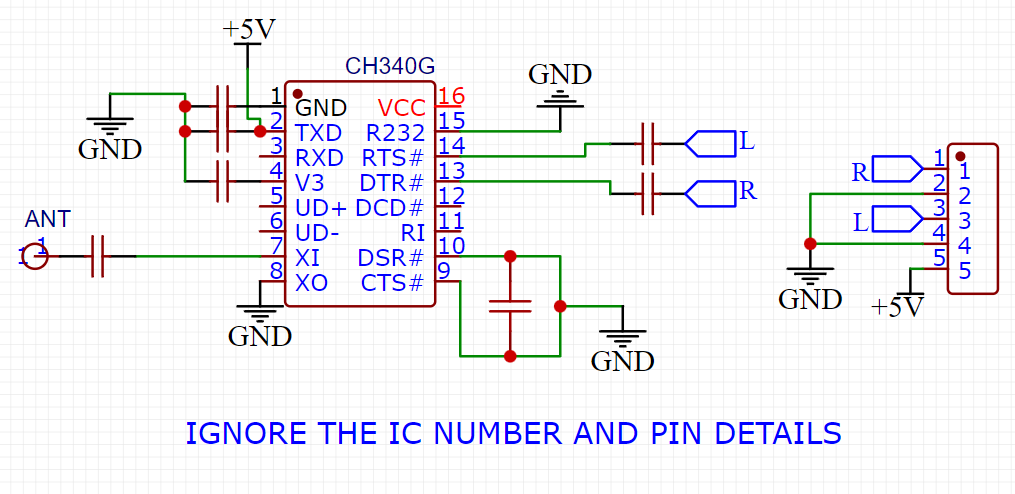 +5V
CH340G
GND
1 GND VCC 16
2 TXD R232 15
3 RXD RTS# 14
4 V3 DTR# 13
5 UD+ DCD# 12
6 UD- RI 11
7 XI DSR# 10
8 XO CTS# 9
GND
L
R
ANT
1 1
GND
GND
R
L
1 1
2 2
3 3
4 4
5 5
GND
+5V
IGNORE THE IC NUMBER AND PIN DETAILS